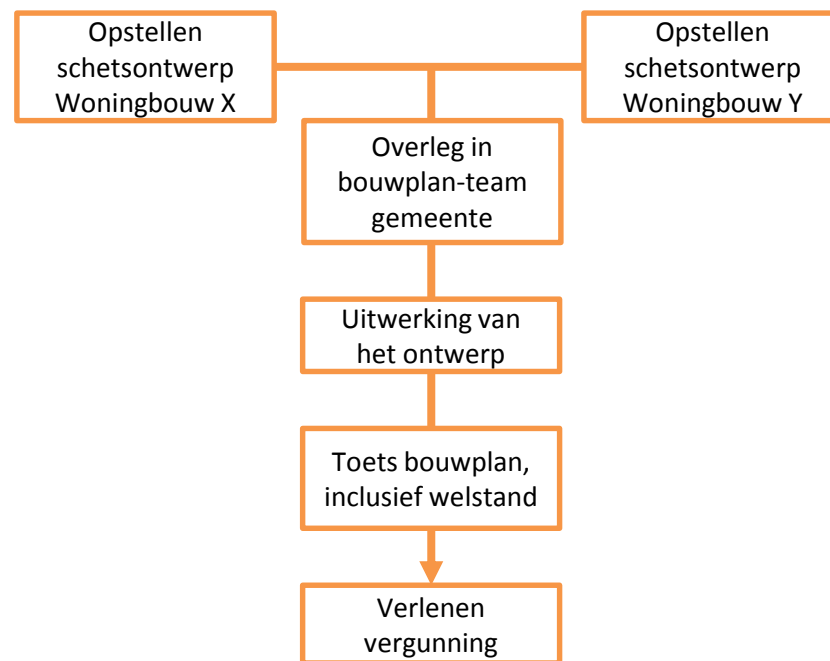 Opstellen
schetsontwerp
Woningbouw X
Opstellen
schetsontwerp
Woningbouw Y
Overleg in
bouwplan-team
gemeente
Uitwerking van
het ontwerp
Toets bouwplan,
inclusief welstand
Verlenen
vergunning